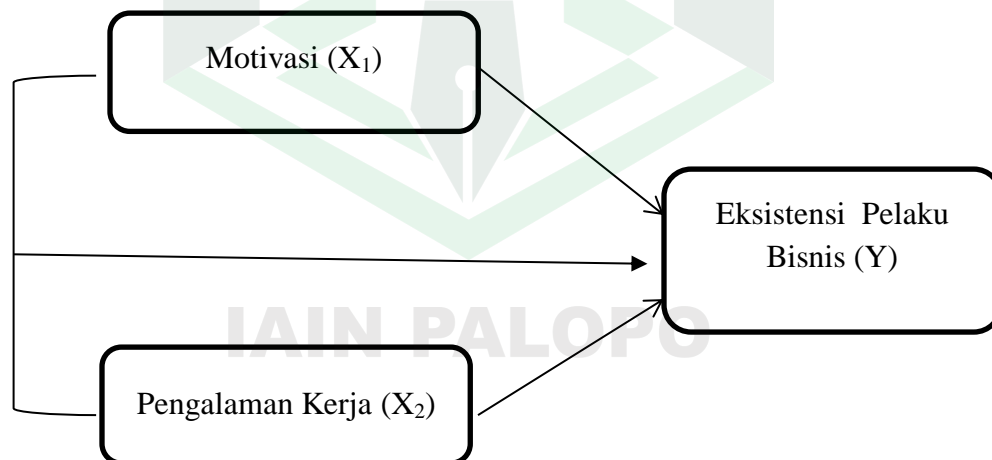 Motivasi (X₁)
Eksistensi Pelaku
Bisnis (Y)
IAIN PALOPO
Pengalaman Kerja (X₂)